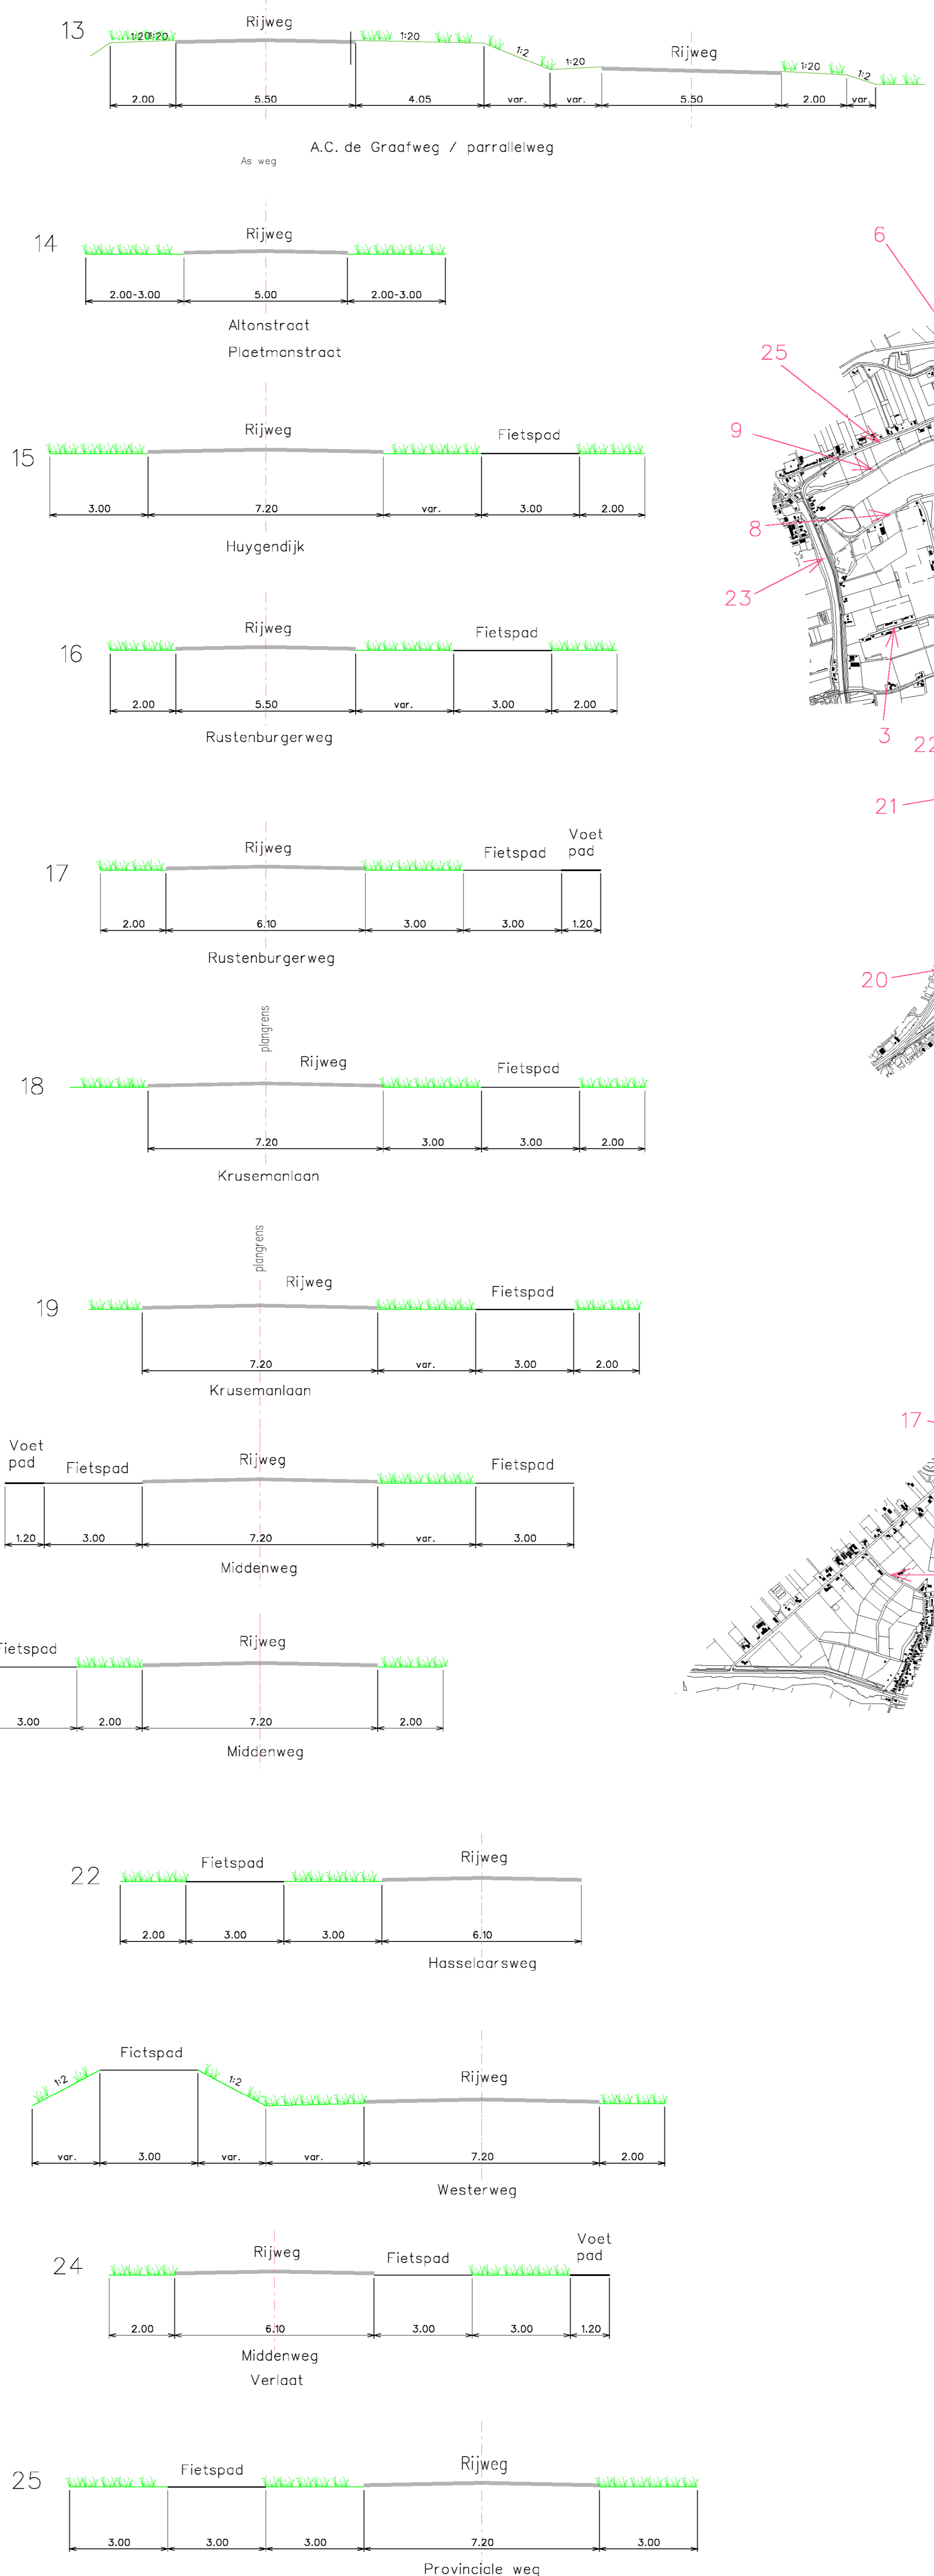 13
Rijweg
1:20 1:20
1:20
1:2
1:20
Rijweg
1:20
1:2
2.00 5.50 4.05 var. var. 5.50 2.00 var.
A.C. de Graafweg / parrallelweg
As weg
14
Rijweg
2.00-3.00 5.00 2.00-3.00
Altonstraat
Plaetmanstraat
6
25
9
8
23
3
22
21
20
17
15
Rijweg
Fietspad
3.00 7.20 var. 3.00 2.00
Huygendijk
16
Rijweg
Fietspad
2.00 5.50 var. 3.00 2.00
Rustenburgerweg
17
Rijweg
Fietspad
Voet
pad
2.00 6.10 3.00 3.00 1.20
Rustenburgerweg
plangrens
18
Rijweg
Fietspad
7.20 3.00 3.00 2.00
Krusemanlaan
plangrens
19
Rijweg
Fietspad
7.20 var. 3.00 2.00
Krusemanlaan
Voet
pad
Fietspad
Rijweg
Fietspad
1.20 3.00 7.20 var. 3.00
Middenweg
ietspad
Rijweg
3.00 2.00 7.20 2.00
Middenweg
22
Fietspad
Rijweg
2.00 3.00 3.00 6.10
Hasselaarsweg
1:2
Fietspad
1:2
Rijweg
var. 3.00 var. var. 7.20 2.00
Westerweg
24
Rijweg
Fietspad
Voet
pad
2.00 6.10 3.00 3.00 1.20
Middenweg
Verlaat
25
Fietspad
Rijweg
3.00 3.00 3.00 7.20 3.00
Provinciale weg